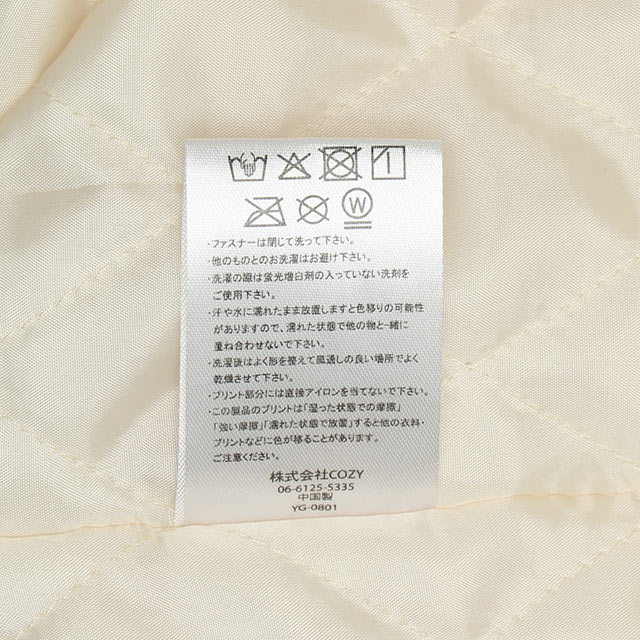 W
・ファスナーは閉じて洗って下さい。
・他のものとのお洗濯はお避け下さい。
・洗濯の際は蛍光増白剤の入っていない洗剤を
ご使用下さい。
・汗や水に濡れたまま放置しますと色移りの可能性
がありますので、濡れた状態で他の物と一緒に
重ね合わせないで下さい。
・洗濯後はよく形を整えて風通しの良い場所でよく
乾燥させて下さい。
・プリント部分には直接アイロンを当てないで下さい。
・この製品のプリントは「湿った状態での摩擦」
「強い摩擦」「濡れた状態で放置」すると他の衣料・
プリントなどに色が移ることがあります。
ご注意ください。
株式会社COZY
06-6125-5335
中国製
YG-0801